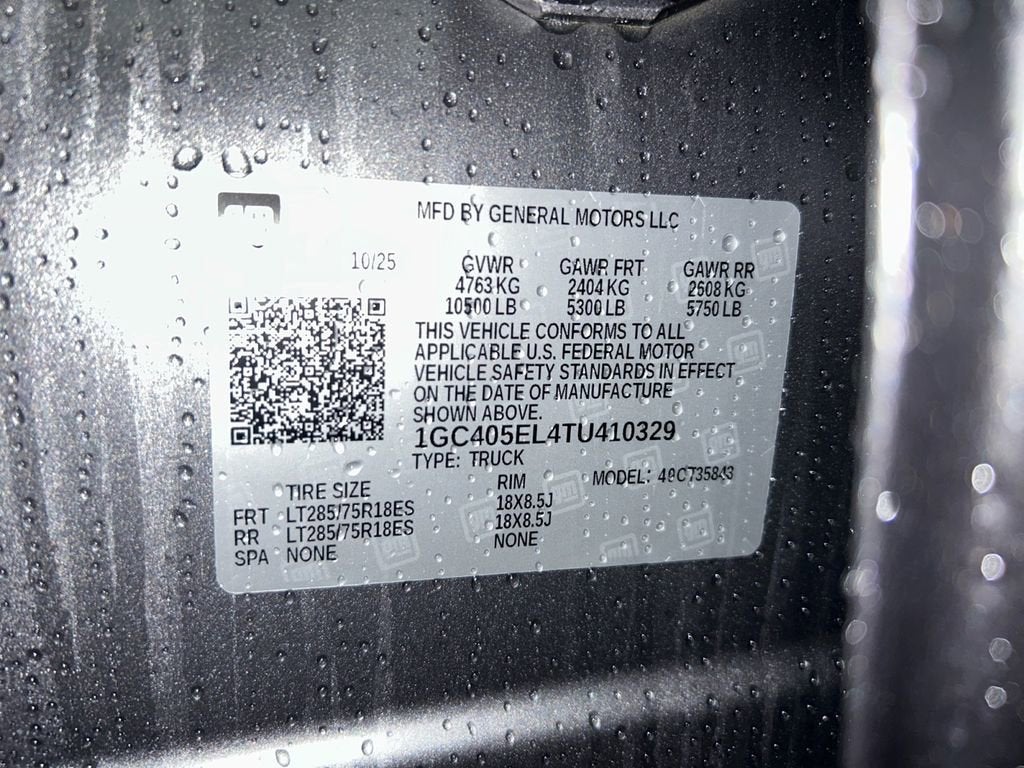 MFD BY GENERAL MOTORS LLC
10/25
GVWR GAWR FRT GAWR RR
4763 KG 2404 KG 2608 KG
10500 LB 5300 LB 5750 LB
THIS VEHICLE CONFORMS TO ALL
APPLICABLE U.S. FEDERAL MOTOR
VEHICLE SAFETY STANDARDS IN EFFECT
ON THE DATE OF MANUFACTURE
SHOWN ABOVE.
1GC405EL4TU410329
TYPE: TRUCK MODEL:
TIRE SIZE RIM
FRT LT285/75R18ES 18X8.5J
RR LT285/75R18ES 18X8.5J
SPA NONE NONE